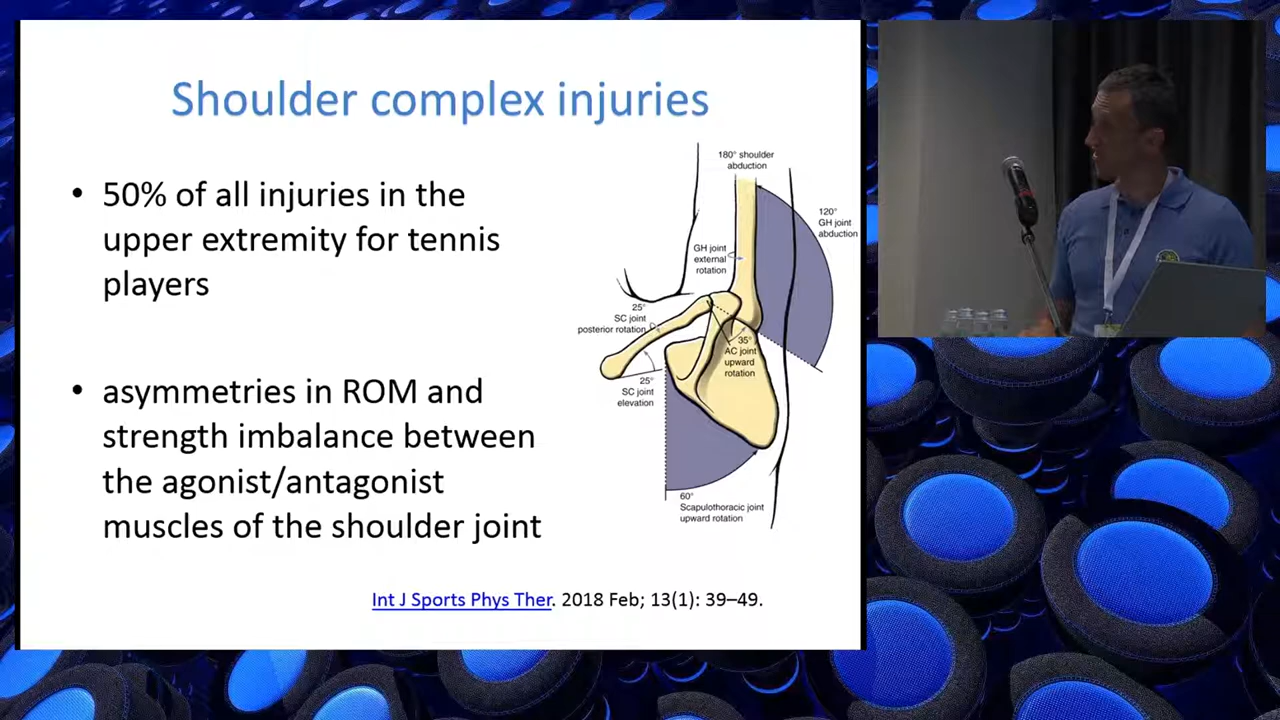 Shoulder complex injuries
• 50% of all injuries in the
upper extremity for tennis
players
• asymmetries in ROM and
strength imbalance between
the agonist/antagonist
muscles of the shoulder joint
180° shoulder
abduction
120°
GH joint
abduction
GH joint
external
rotation
25°
SC joint
posterior rotation
35°
AC joint
upward
rotation
25°
SC joint
elevation
60°
Scapulothoracic joint
upward rotation
Int J Sports Phys Ther. 2018 Feb; 13(1): 39–49.